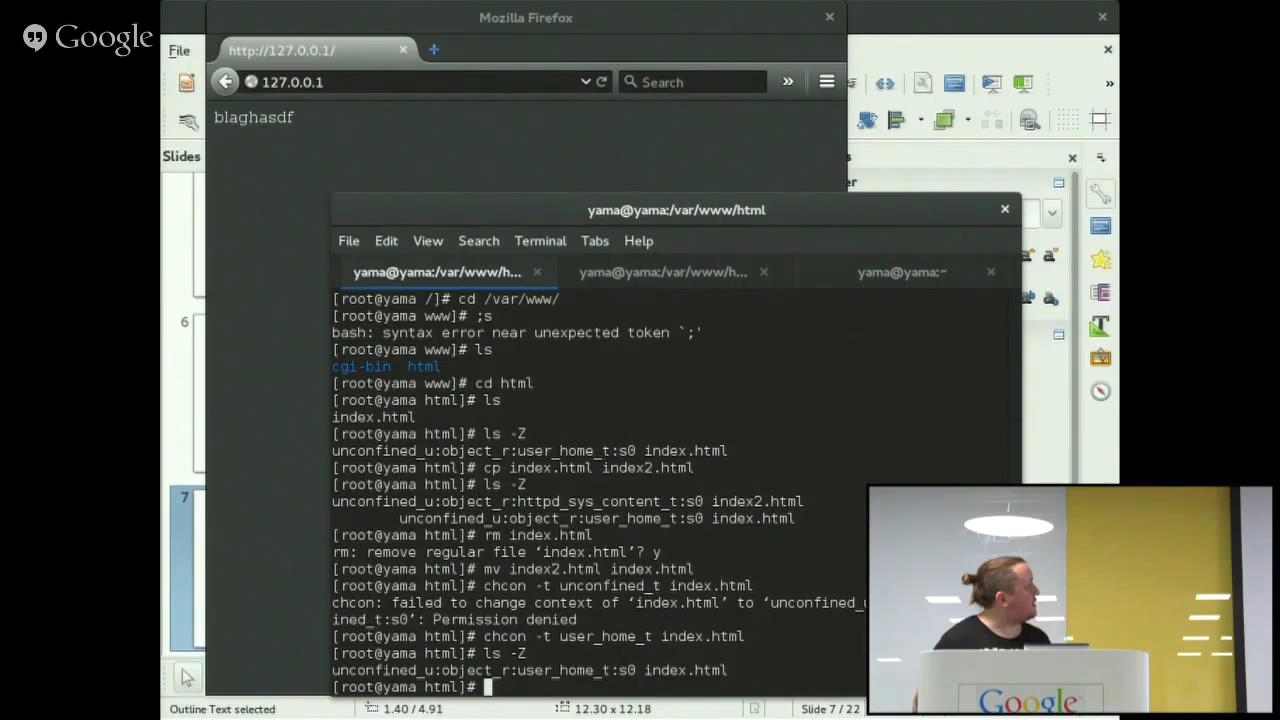 Google
Mozilla Firefox
File
http://127.0.0.1/
127.0.0.1
Search
blaghasdf
Slides
yama@yama:/var/www/html
File Edit View Search Terminal Tabs Help
yama@yama:/var/www/h... yama@yama:/var/www/h... yama@yama:~
[root@yama /]# cd /var/www/
[root@yama www]# ;s
bash: syntax error near unexpected token `;'
[root@yama www]# ls
cgi-bin html
[root@yama www]# cd html
[root@yama html]# ls
index.html
[root@yama html]# ls -Z
unconfined_u:object_r:user_home_t:s0 index.html
[root@yama html]# cp index.html index2.html
[root@yama html]# ls -Z
unconfined_u:object_r:httpd_sys_content_t:s0 index2.html
unconfined_u:object_r:user_home_t:s0 index.html
[root@yama html]# rm index.html
rm: remove regular file ‘index.html’? y
[root@yama html]# mv index2.html index.html
[root@yama html]# chcon -t unconfined_t index.html
chcon: failed to change context of ‘index.html’ to ‘unconfined_u
ined_t:s0’: Permission denied
[root@yama html]# chcon -t user_home_t index.html
[root@yama html]# ls -Z
unconfined_u:object_r:user_home_t:s0 index.html
[root@yama html]#
6
7
Outline Text selected
1.40 / 4.91
12.30 x 12.18
Slide 7 / 22
Google